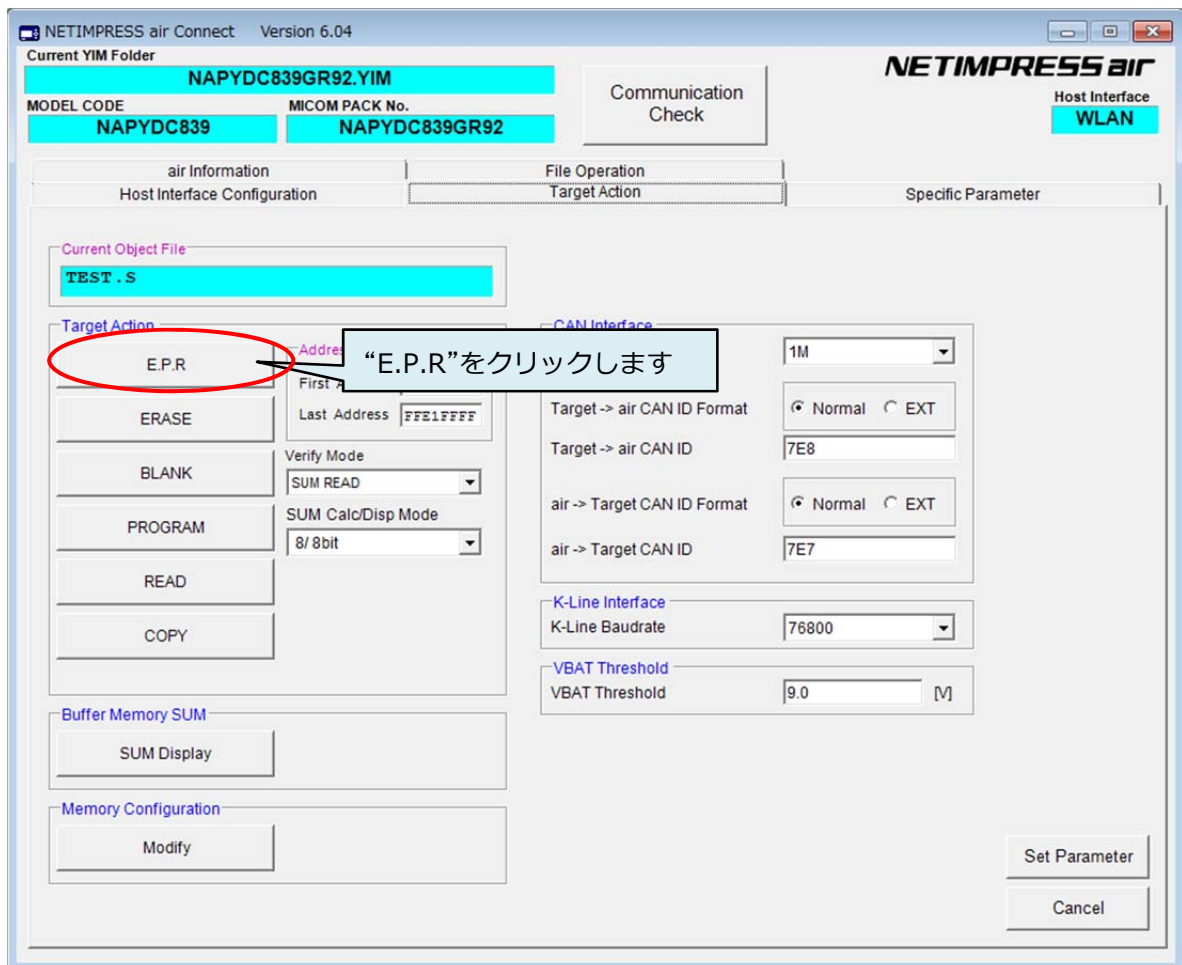 NETIMPRESS air Connect Version 6.04
Current YIM Folder
NAPYDC839GR92.YIM
MODEL CODE
MICOM PACK No.
NAPYDC839
NAPYDC839GR92
Communication
Check
NETIMPRESS air
Host Interface
WLAN
air Information
File Operation
Host Interface Configuration
Target Action
Specific Parameter
Current Object File
TEST.S
Target Action
E.P.R
ERASE
BLANK
PROGRAM
READ
COPY
“E.P.R”をクリックします
First
Last Address FFE1FFFF
Verify Mode
SUM READ
SUM Calc/Disp Mode
8/ 8bit
CAN Interface
1M
Target -> air CAN ID Format
Normal EXT
Target -> air CAN ID
7E8
air -> Target CAN ID Format
Normal EXT
air -> Target CAN ID
7E7
K-Line Interface
K-Line Baudrate
76800
VBAT Threshold
VBAT Threshold
9.0 [V]
Buffer Memory SUM
SUM Display
Memory Configuration
Modify
Set Parameter
Cancel